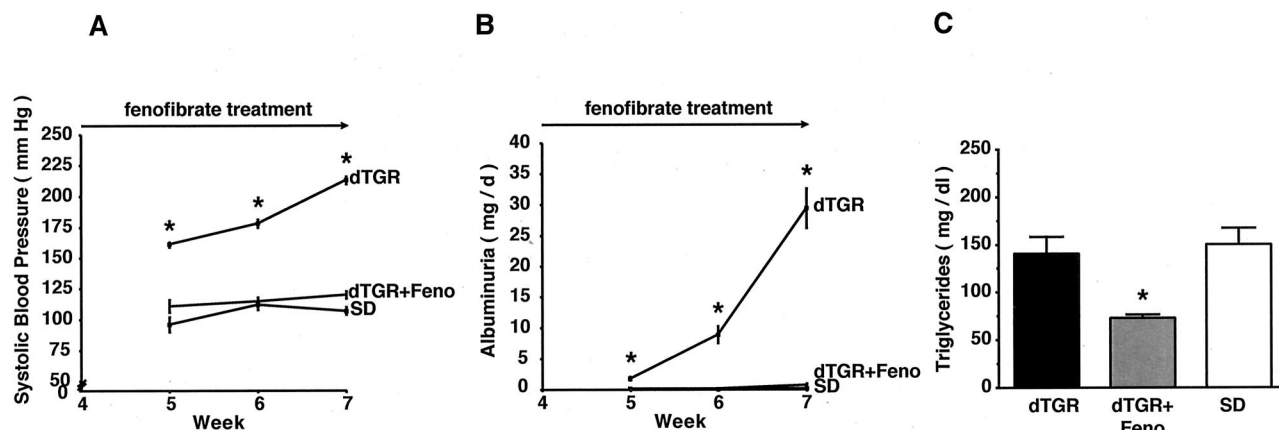 A
fenofibrate treatment
Systolic Blood Pressure ( mm Hg )
250
225
200
175
150
125
100
75
50
0
*
*
*
dTGR
dTGR+Feno
SD
4
5
6
7
Week
B
fenofibrate treatment
Albuminuria ( mg / d )
40
35
30
25
20
15
10
5
0
*
*
*
dTGR
dTGR+Feno
SD
4
5
6
7
Week
C
Triglycerides ( mg / dl )
250
200
150
100
50
0
*
dTGR
dTGR+
Feno
SD